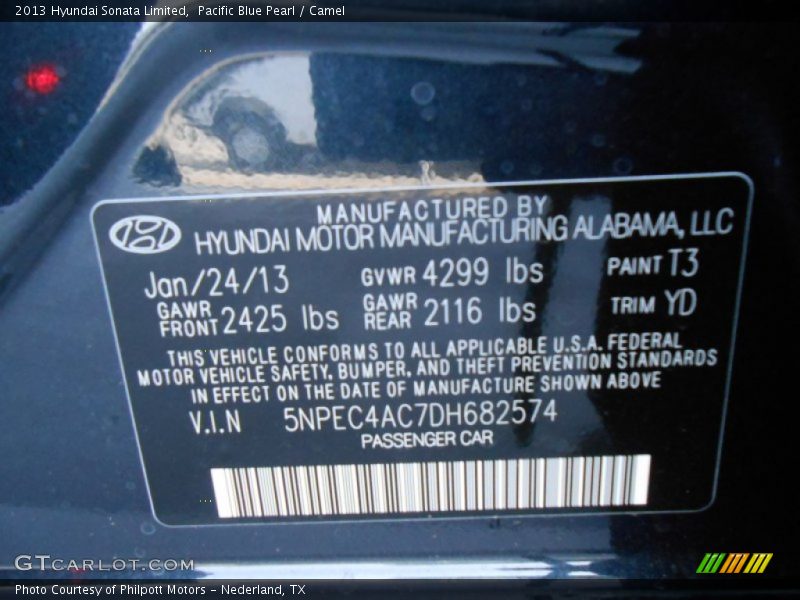 2013 Hyundai Sonata Limited, Pacific Blue Pearl / Camel
MANUFACTURED BY
HYUNDAI MOTOR MANUFACTURING ALABAMA, LLC
Jan/24/13 GVWR 4299 lbs PAINT T3
GAWR FRONT 2425 lbs GAWR REAR 2116 lbs TRIM YD
THIS VEHICLE CONFORMS TO ALL APPLICABLE U.S.A. FEDERAL
MOTOR VEHICLE SAFETY, BUMPER, AND THEFT PREVENTION STANDARDS
IN EFFECT ON THE DATE OF MANUFACTURE SHOWN ABOVE
V.I.N 5NPEC4AC7DH682574
PASSENGER CAR
GTCARLOT.COM
Photo Courtesy of Philpott Motors - Nederland, TX